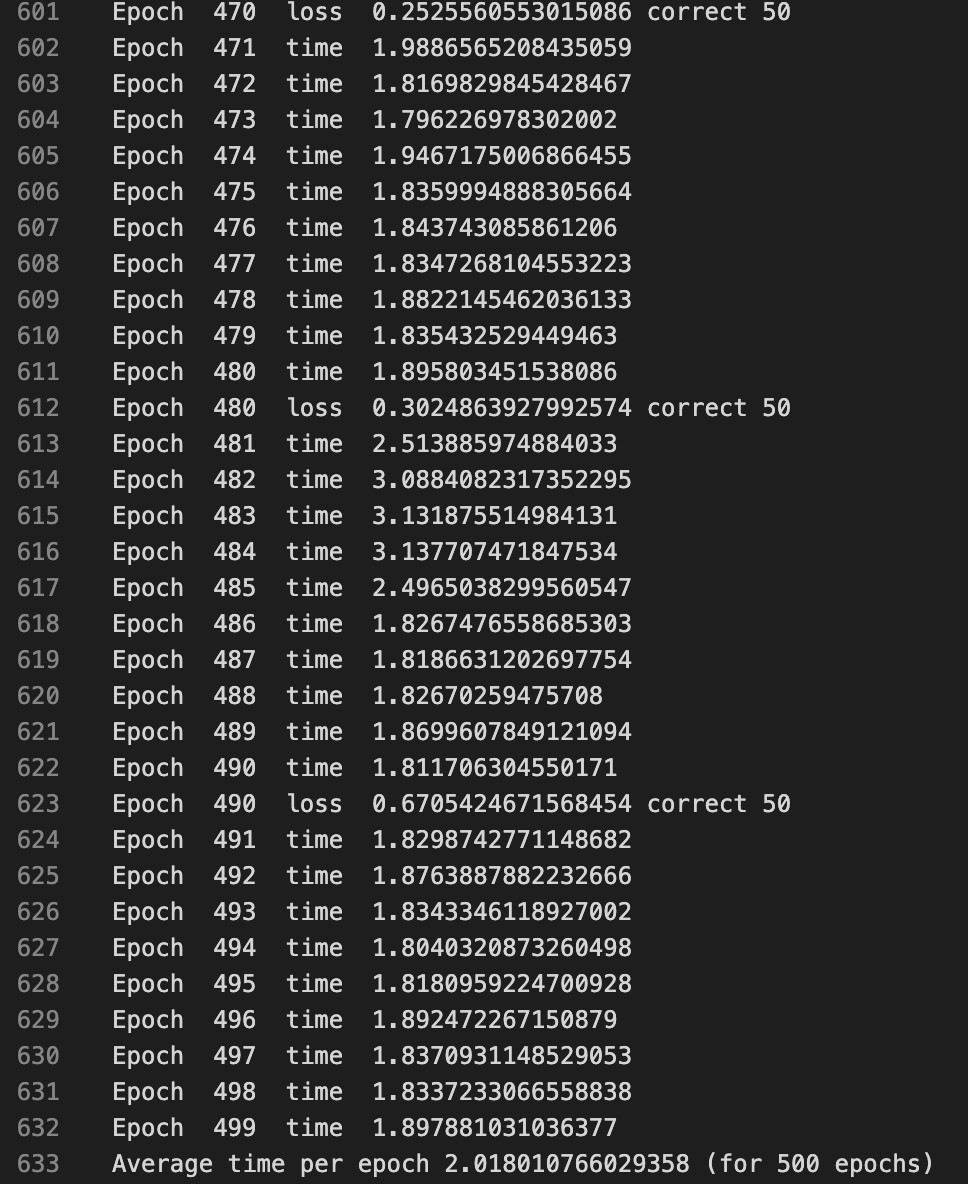 601 Epoch  470  loss  0.2525560553015086 correct 50
602 Epoch  471  time  1.9886565208435059
603 Epoch  472  time  1.8169829845428467
604 Epoch  473  time  1.796226978302002
605 Epoch  474  time  1.9467175006866455
606 Epoch  475  time  1.8359994888305664
607 Epoch  476  time  1.843743085861206
608 Epoch  477  time  1.8347268104553223
609 Epoch  478  time  1.8822145462036133
610 Epoch  479  time  1.835432529449463
611 Epoch  480  time  1.895803451538086
612 Epoch  480  loss  0.3024863927992574 correct 50
613 Epoch  481  time  2.513885974884033
614 Epoch  482  time  3.0884082317352295
615 Epoch  483  time  3.131875514984131
616 Epoch  484  time  3.137707471847534
617 Epoch  485  time  2.4965038299560547
618 Epoch  486  time  1.8267476558685303
619 Epoch  487  time  1.8186631202697754
620 Epoch  488  time  1.82670259475708
621 Epoch  489  time  1.8699607849121094
622 Epoch  490  time  1.811706304550171
623 Epoch  490  loss  0.6705424671568454 correct 50
624 Epoch  491  time  1.8298742771148682
625 Epoch  492  time  1.8763887882232666
626 Epoch  493  time  1.8343346118927002
627 Epoch  494  time  1.8040320873260498
628 Epoch  495  time  1.8180959224700928
629 Epoch  496  time  1.892472267150879
630 Epoch  497  time  1.8370931148529053
631 Epoch  498  time  1.8337233066558838
632 Epoch  499  time  1.897881031036377
633 Average time per epoch 2.018010766029358 (for 500 epochs)